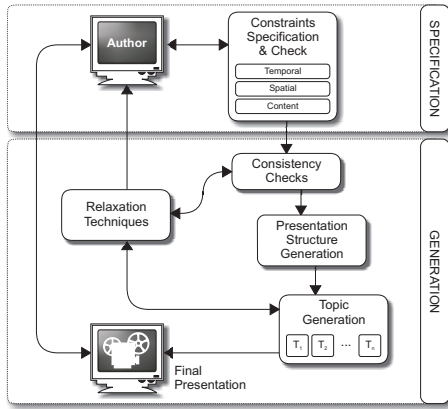 Author
Constraints
Specification
& Check
Temporal
Spatial
Content
SPECIFICATION
Consistency
Checks
Relaxation
Techniques
Presentation
Structure
Generation
Topic
Generation
T1 T2 ... Tn
Final
Presentation
GENERATION